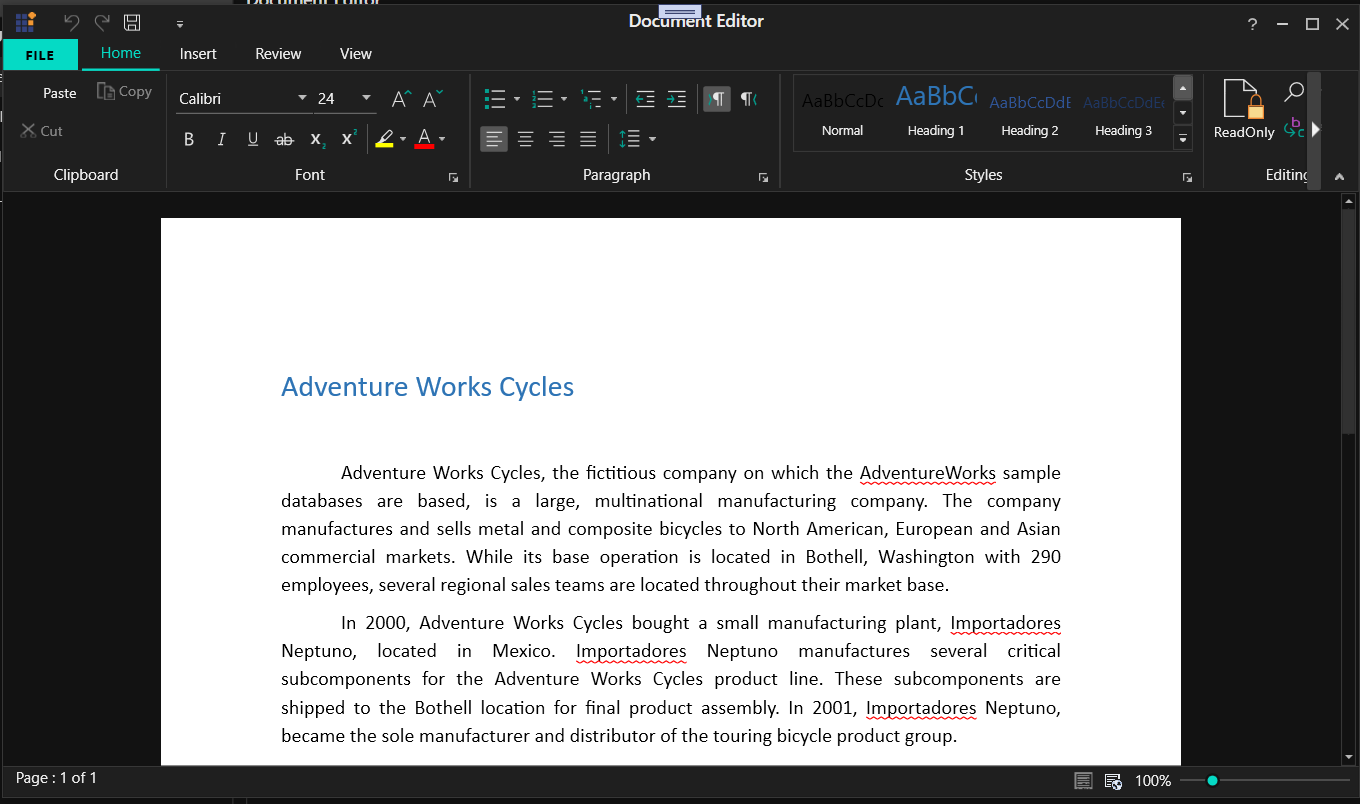 Document Editor
FILE
Home
Insert
Review
View
Paste
Copy
Cut
Clipboard
Calibri
24
B I U ab X₂ X²
A
Font
Paragraph
AaBbCcDc
AaBbC
AaBbCcDdE
AaBbCcDdEe
Normal
Heading 1
Heading 2
Heading 3
Styles
ReadOnly
Editing
Adventure Works Cycles
Adventure Works Cycles, the fictitious company on which the AdventureWorks sample
databases are based, is a large, multinational manufacturing company. The company
manufactures and sells metal and composite bicycles to North American, European and Asian
commercial markets. While its base operation is located in Bothell, Washington with 290
employees, several regional sales teams are located throughout their market base.
In 2000, Adventure Works Cycles bought a small manufacturing plant, Importadores
Neptuno, located in Mexico. Importadores Neptuno manufactures several critical
subcomponents for the Adventure Works Cycles product line. These subcomponents are
shipped to the Bothell location for final product assembly. In 2001, Importadores Neptuno,
became the sole manufacturer and distributor of the touring bicycle product group.
Page : 1 of 1
100%